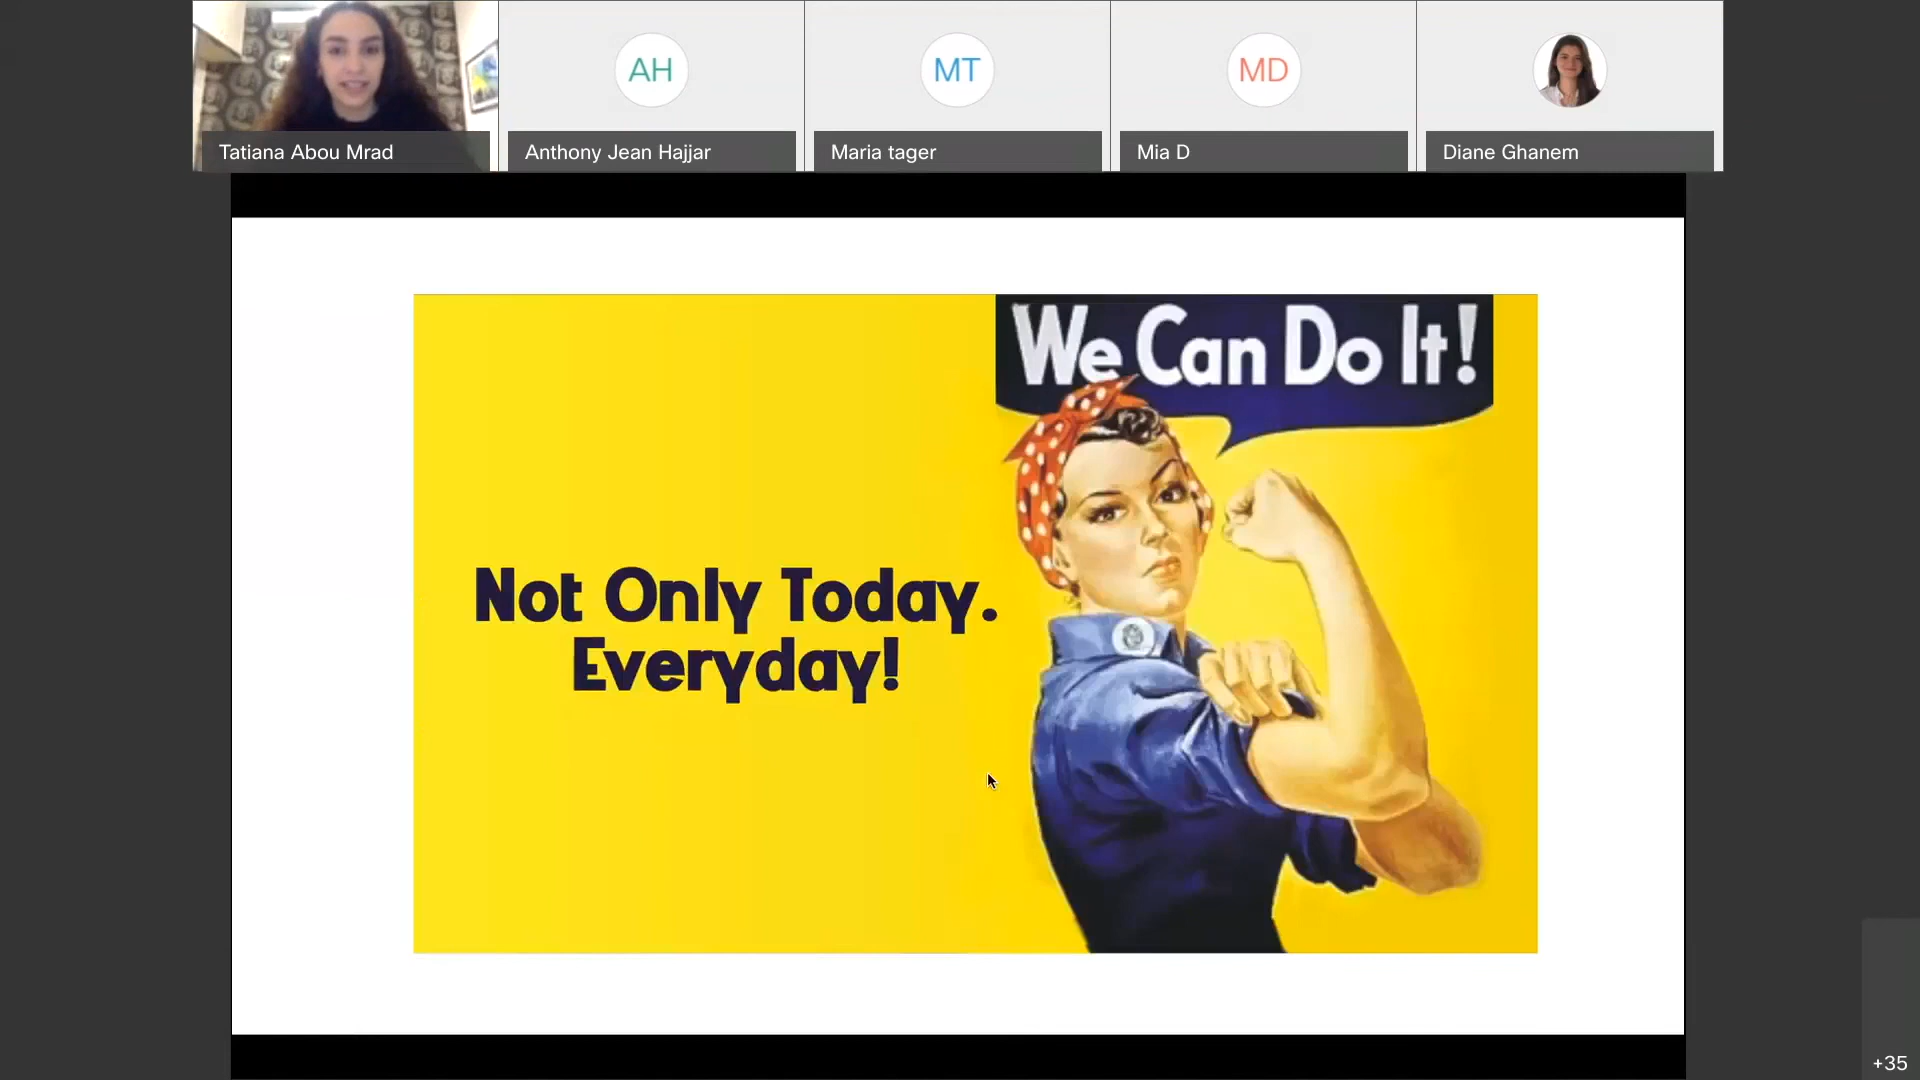 AH
MT
MD
Tatiana Abou Mrad
Anthony Jean Hajjar
Maria tager
Mia D
Diane Ghanem
We Can Do It!
Not Only Today.
Everyday!
+35